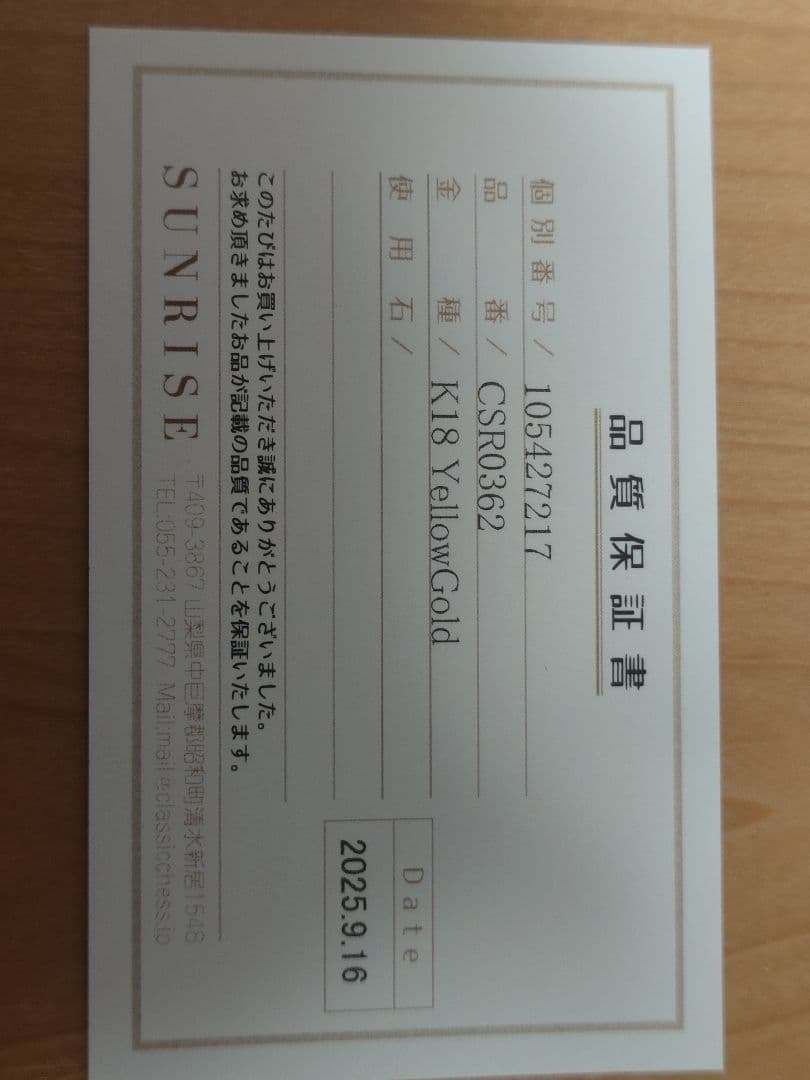 品質保証書
個別番号/ 105427217
品番/ CSR0362
金種/ K18 YellowGold
使用石/
Date
2025.9.16
このたびはお買い上げいただき誠にありがとうございました。
お求め頂きましたお品が記載の品質であることを保証いたします。
SUNRISE
〒409-3867 山梨県中巨摩郡昭和町清水新居1548
TEL:055-231-2777 Mail:mail@classicchess.jp